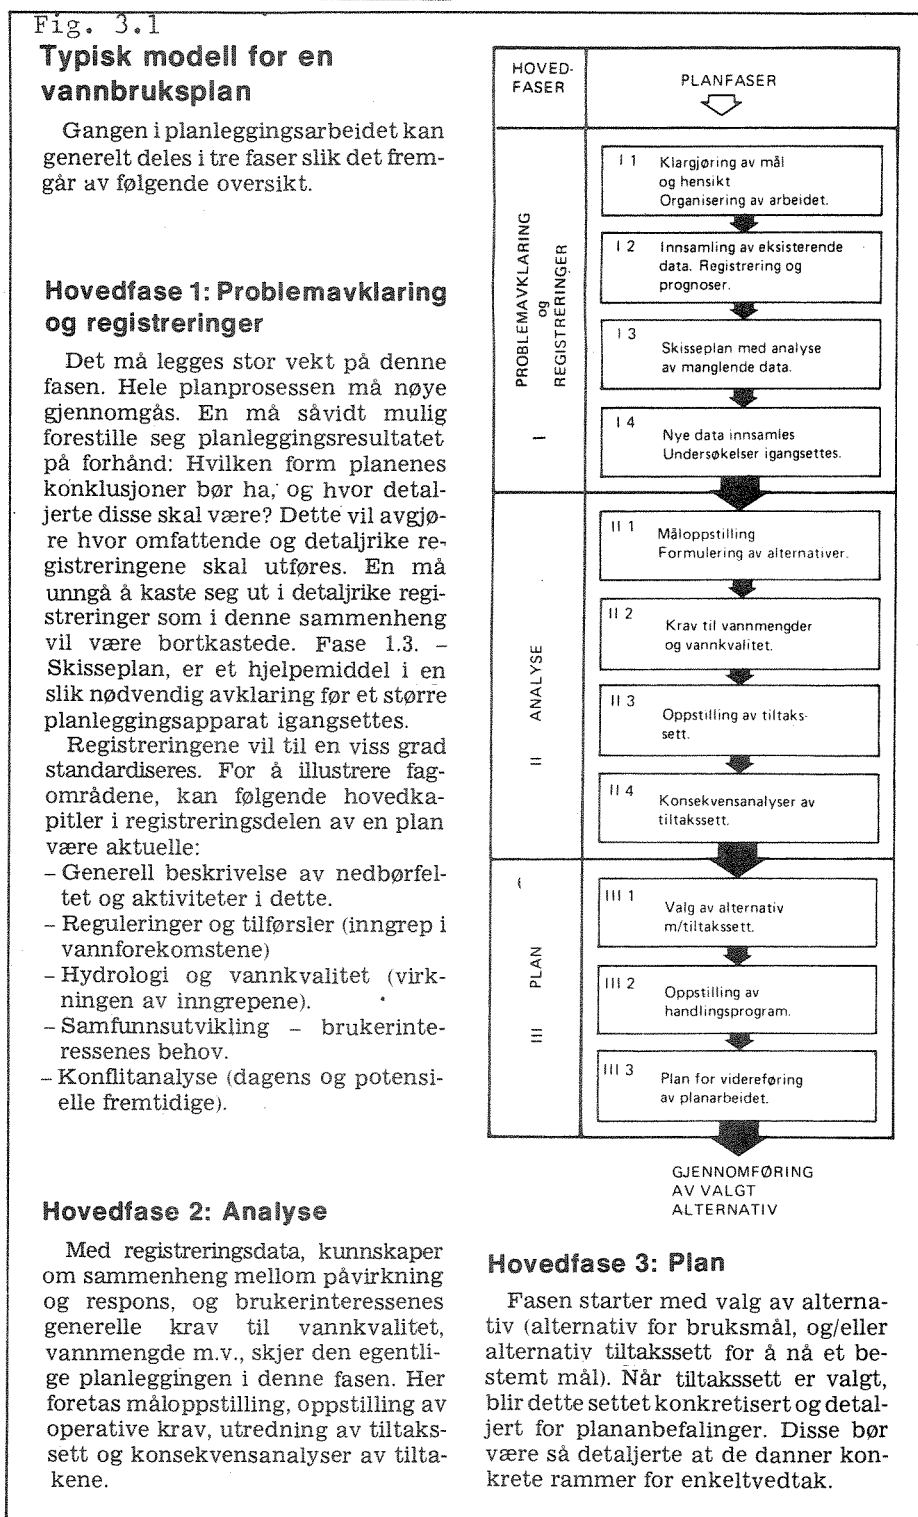 Fig. 3.1
Typisk modell for en
vannbruksplan
Gangen i planleggingsarbeidet kan
generelt deles i tre faser slik det frem-
går av følgende oversikt.
Hovedfase 1: Problemavklaring
og registreringer
Det må legges stor vekt på denne
fasen. Hele planprosessen må nøye
gjennomgås. En må såvidt mulig
forestille seg planleggingsresultatet
på forhånd: Hvilken form planenes
konklusjoner bør ha, og hvor detal-
jerte disse skal være? Dette vil avgjø-
re hvor omfattende og detaljrike re-
gistreringene skal utføres. En må
unngå å kaste seg ut i detaljrike regi-
streringer som i denne sammenheng
vil være bortkastede. Fase 1.3. –
Skisseplan, er et hjelpemiddel i en
slik nødvendig avklaring før et større
planleggingsapparat igangsettes.
Registreringene vil til en viss grad
standardiseres. For å illustrere fag-
områdene, kan følgende hovedka-
pitler i registreringsdelen av en plan
være aktuelle:
– Generell beskrivelse av nedbørfel-
tet og aktiviteter i dette.
– Reguleringer og tilførsler (inngrep i
vannforekomstene)
– Hydrologi og vannkvalitet (virk-
ningen av inngrepene).
– Samfunnsutvikling – brukerinte-
ressenes behov.
– Konflitanalyse (dagens og potensi-
elle fremtidige).
Hovedfase 2: Analyse
Med registreringsdata, kunnskaper
om sammenheng mellom påvirkning
og respons, og brukerinteressenes
generelle krav til vannkvalitet,
vannmengde m.v., skjer den egentli-
ge planleggingen i denne fasen. Her
foretas måloppstilling, oppstilling av
operative krav, utredning av tiltaks-
sett og konsekvensanalyser av tilta-
kene.
HOVED-
FASER
PLANFASER
I PROBLEMAVKLARING
og
REGISTRERINGER
I 1 Klargjøring av mål
og hensikt
Organisering av arbeidet.
I 2 Innsamling av eksisterende
data. Registrering og
prognoser.
I 3
Skisseplan med analyse
av manglende data.
I 4
Nye data innsamles
Undersøkelser igangsettes.
II ANALYSE
II 1
Måloppstilling
Formulering av alternativer.
II 2
Krav til vannmengder
og vannkvalitet.
II 3
Oppstilling av tiltaks-
sett.
II 4
Konsekvensanalyser av
tiltakssett.
III PLAN
III 1
Valg av alternativ
m/tiltakssett.
III 2
Oppstilling av
handlingsprogram.
III 3
Plan for videreføring
av planarbeidet.
GJENNOMFØRING
AV VALGT
ALTERNATIV
Hovedfase 3: Plan
Fasen starter med valg av alterna-
tiv (alternativ for bruksmål, og/eller
alternativ tiltakssett for å nå et be-
stemt mål). Når tiltakssett er valgt,
blir dette settet konkretisert og detal-
jert for plananbefalinger. Disse bør
være så detaljerte at de danner kon-
krete rammer for enkeltvedtak.